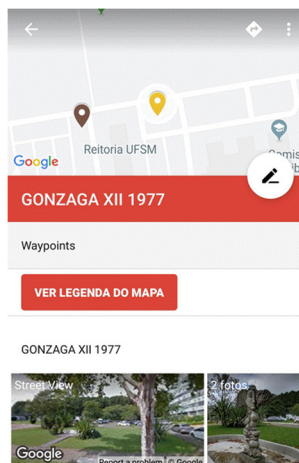 Google
Reitoria UFSM
GONZAGA XII 1977
Waypoints
VER LEGENDA DO MAPA
GONZAGA XII 1977
Street View
2 fotos
Google
Report a problem
© Google